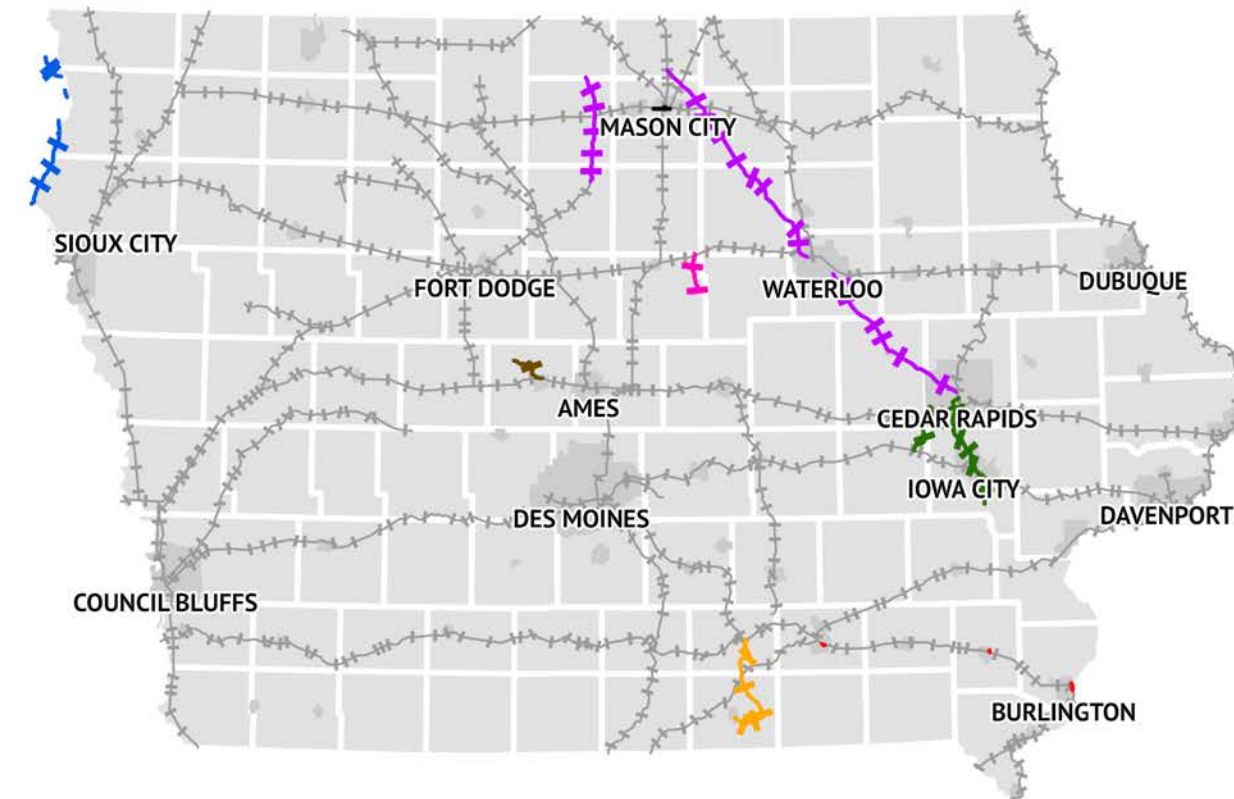 MASON CITY
SIOUX CITY
FORT DODGE
WATERLOO
DUBUQUE
AMES
CEDAR RAPIDS
IOWA CITY
DES MOINES
DAVENPORT
COUNCIL BLUFFS
BURLINGTON